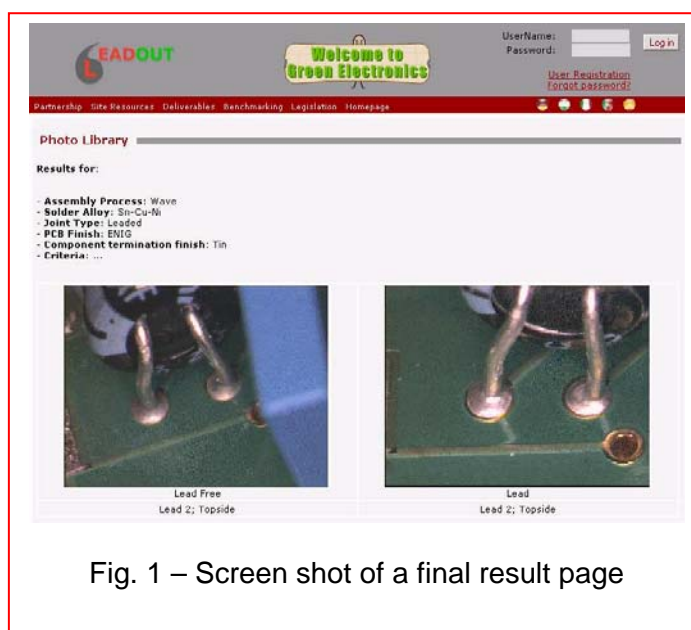 UserName:
LEADOUT
Welcome to
Green Electronics
Password:
Log in
User Registration
Forgot password?
Partnership Site Resources Deliverables Benchmarking Legislation Homepage
Photo Library
Results for:
- Assembly Process: Wave
- Solder Alloy: Sn-Cu-Ni
- Joint Type: Leaded
- PCB Finish: ENIG
- Component termination finish: Tin
- Criteria: ...
Lead Free
Lead
Lead 2; Topside
Lead 2; Topside
Fig. 1 – Screen shot of a final result page